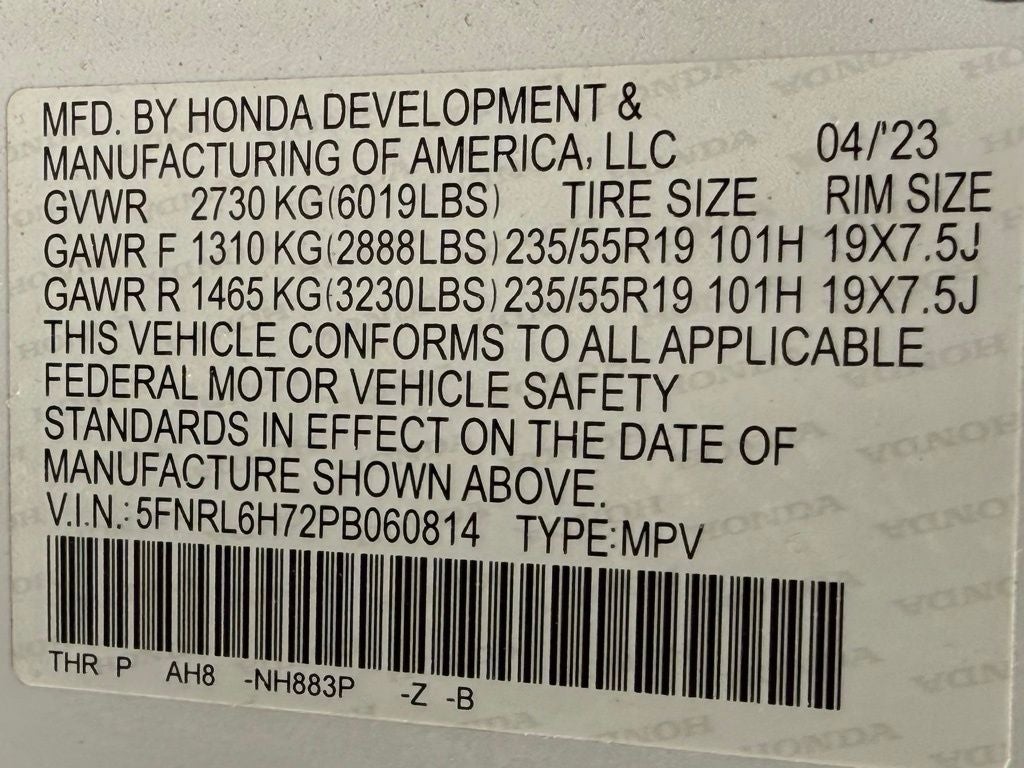 MFD. BY HONDA DEVELOPMENT &
MANUFACTURING OF AMERICA, LLC 04/'23
GVWR 2730 KG(6019LBS) TIRE SIZE RIM SIZE
GAWR F 1310 KG(2888LBS) 235/55R19 101H 19X7.5J
GAWR R 1465 KG(3230LBS) 235/55R19 101H 19X7.5J
THIS VEHICLE CONFORMS TO ALL APPLICABLE
FEDERAL MOTOR VEHICLE SAFETY
STANDARDS IN EFFECT ON THE DATE OF
MANUFACTURE SHOWN ABOVE.
V.I.N.: 5FNRL6H72PB060814 TYPE:MPV
THR P AH8 -NH883P -Z -B